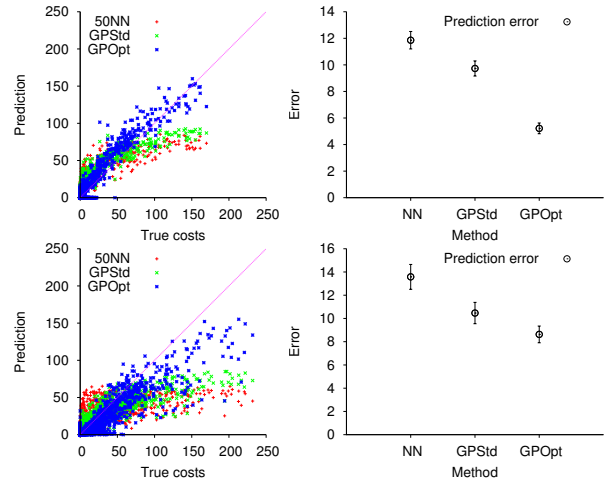 250
200
150
100
50
0
Prediction
50NN
GPStd
GPOpt
0 50 100 150 200 250
True costs
14
12
10
8
6
4
2
0
Error
Prediction error
NN GPStd GPOpt
Method
250
200
150
100
50
0
Prediction
50NN
GPStd
GPOpt
0 50 100 150 200 250
True costs
16
14
12
10
8
6
4
2
0
Error
Prediction error
NN GPStd GPOpt
Method